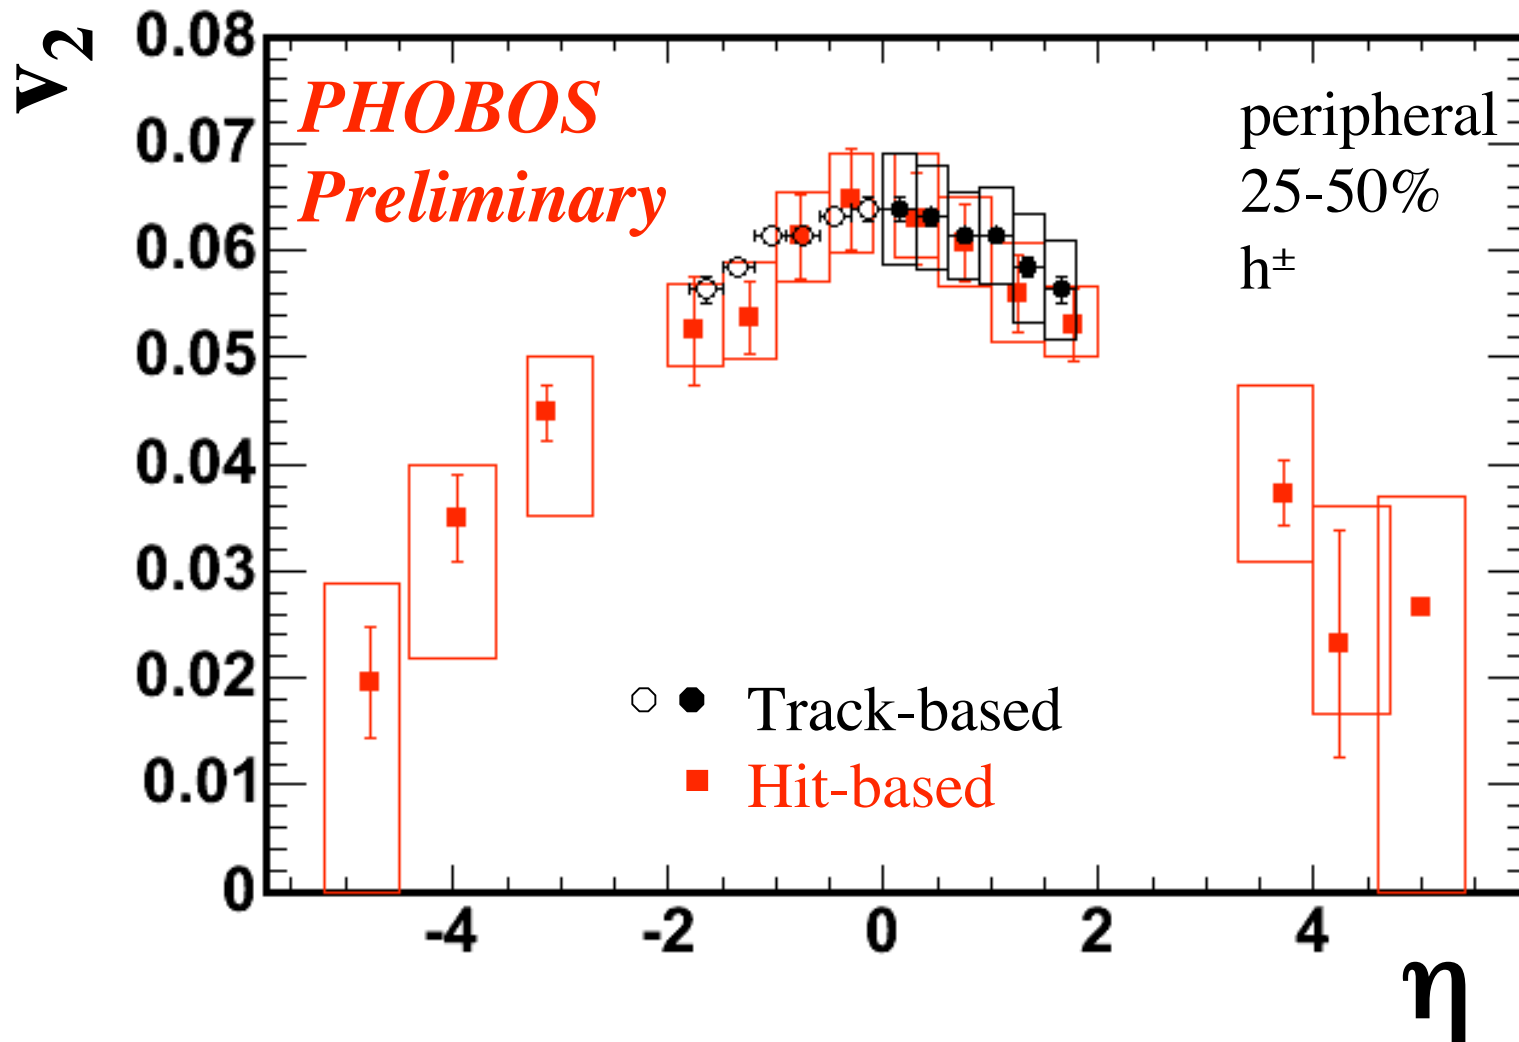 v2
0.08
0.07
0.06
0.05
0.04
0.03
0.02
0.01
0
PHOBOS
Preliminary
peripheral
25-50%
h±
Track-based
Hit-based
-4 -2 0 2 4
η